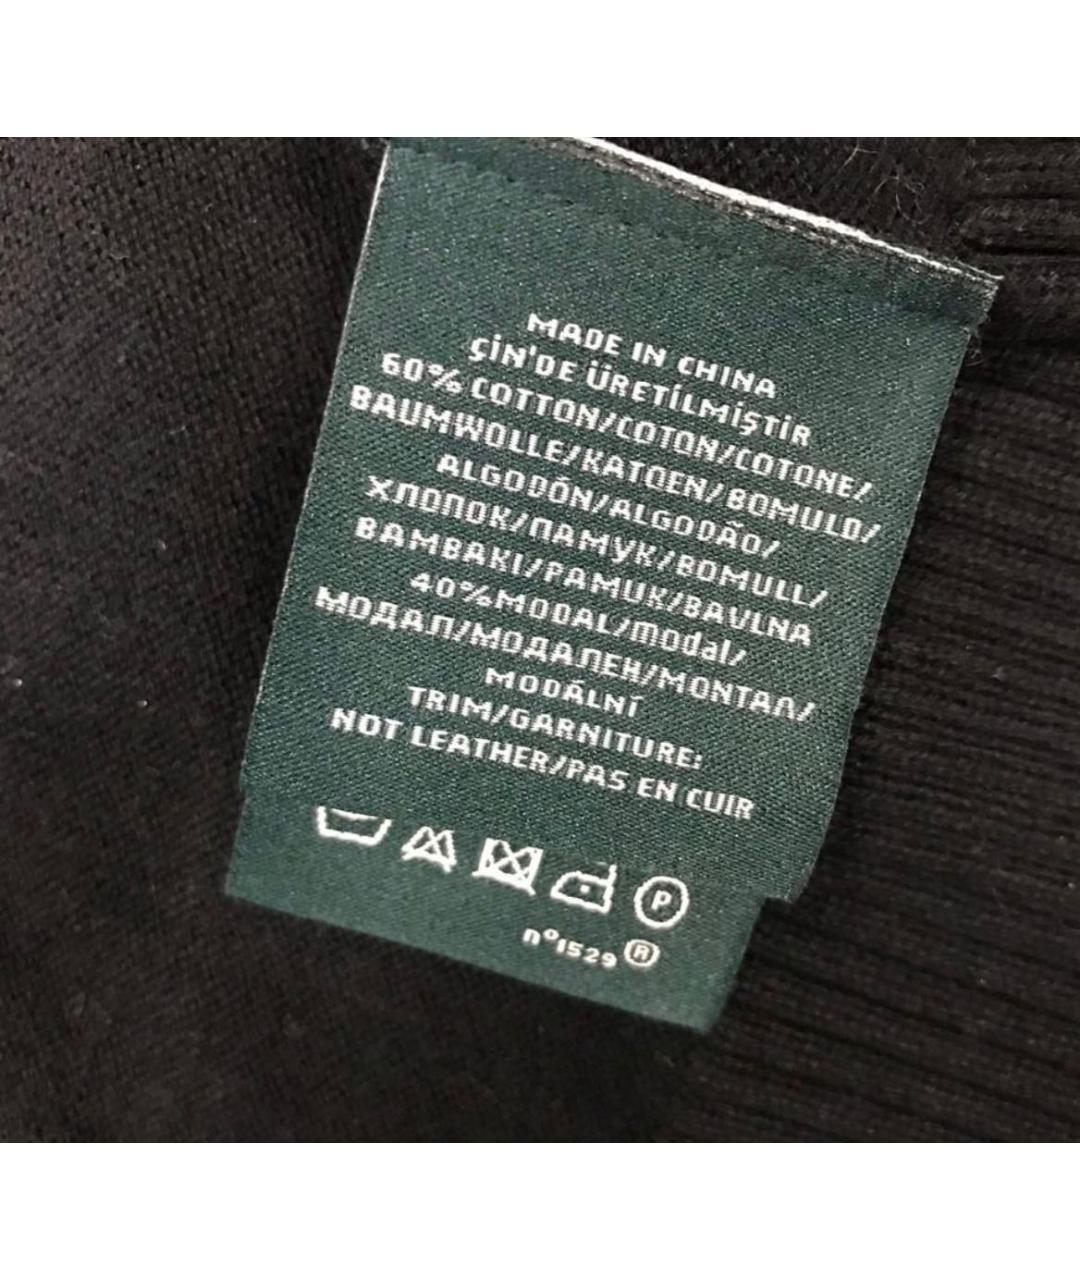 MADE IN CHINA
ÇİN'DE ÜRETİLMİŞTİR
60% COTTON/COTON/COTONE/
BAUMWOLLE/KATOEN/BOMULD/
ALGODÓN/ALGODÃO/
ХЛОПОК/ПАМУК/BOMULL/
BAMBAKI/PAMUK/BAVLNA
40%MODAL/modal/
МОДАЛ/МОДАЛЕН/MONTAΛ/
MODÁLNÍ
TRIM/GARNITURE:
NOT LEATHER/PAS EN CUIR
P
n°1529 ®